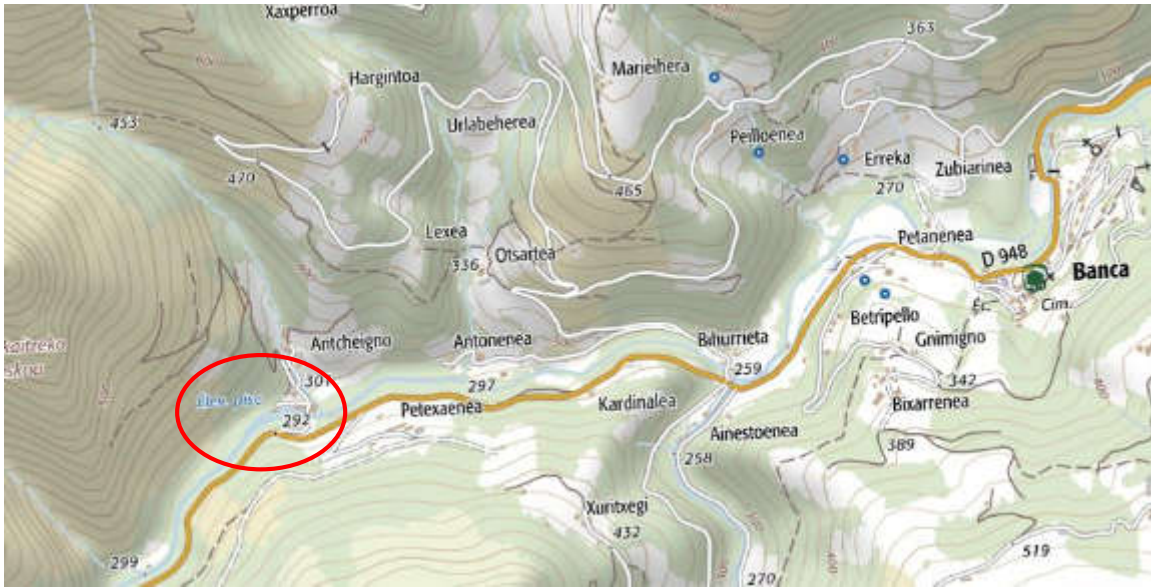 Xaxperroa
363
Marieihera
Hargintoa
Urlabeherea
453
Peilloenea
Erreka
Zubiarinea
470
465
270
Lexea
Otsartea
336
Petanenea
D 948
Banca
Betripello
Éc.
Cim.
Antcheigno
Antonenea
Bihurrieta
Gnimigno
301
297
259
342
292
Petexaenea
Kardinalea
Bixarrenea
Ainestoenea
258
389
Xuritxegi
432
519
299
270